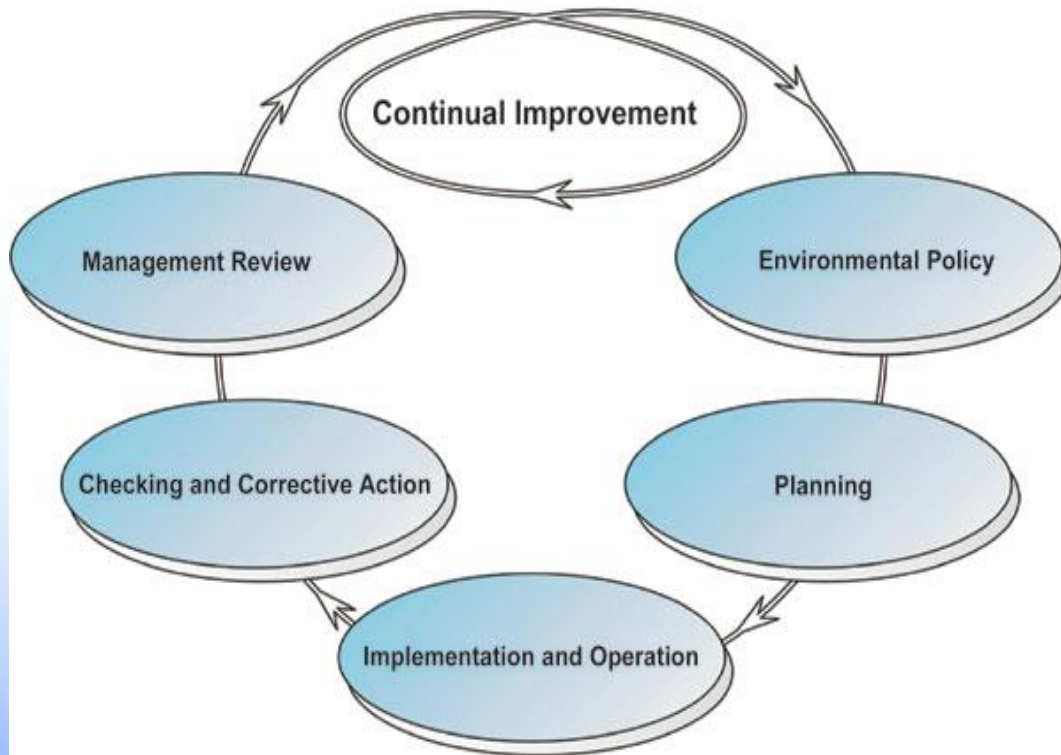 Continual Improvement
Management Review
Environmental Policy
Checking and Corrective Action
Planning
Implementation and Operation